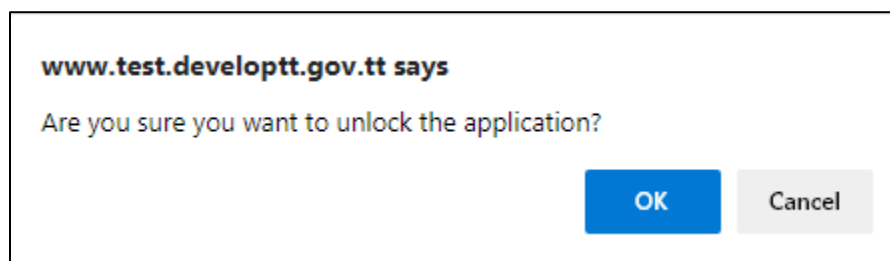 www.test.developtt.gov.tt says
Are you sure you want to unlock the application?
OK Cancel